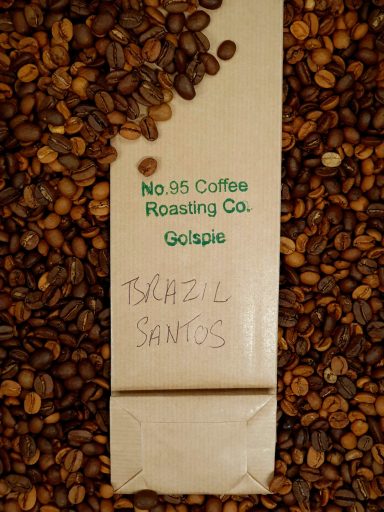 No.95 Coffee
Roasting Co.
Golspie
BRAZIL
SANTOS